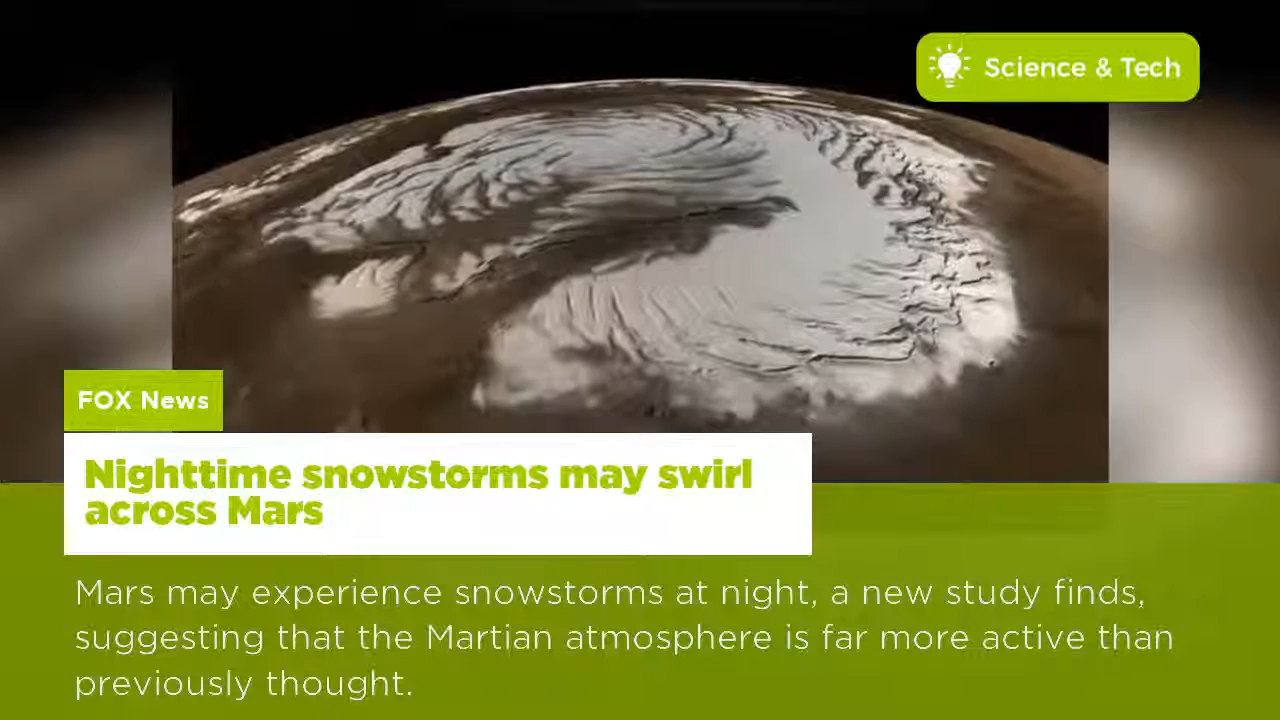 Science & Tech
FOX News
Nighttime snowstorms may swirl
across Mars
Mars may experience snowstorms at night, a new study finds,
suggesting that the Martian atmosphere is far more active than
previously thought.